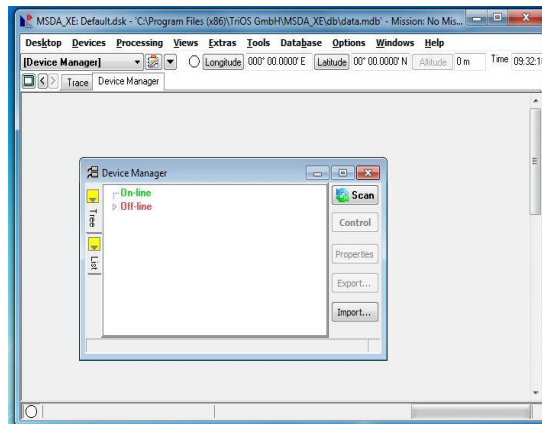 MSDA_XE: Default.dsk - 'C:\Program Files (x86)\TriOS GmbH\MSDA_XE\db\data.mdb' - Mission: No Mis...
Desktop Devices Processing Views Extras Tools Database Options Windows Help
[Device Manager] Longitude 000° 00.0000' E Latitude 00° 00.0000' N Altitude 0 m Time 09:32:1
Trace Device Manager
Device Manager
On-line
Off-line
Tree
List
Scan
Control
Properties
Export...
Import...